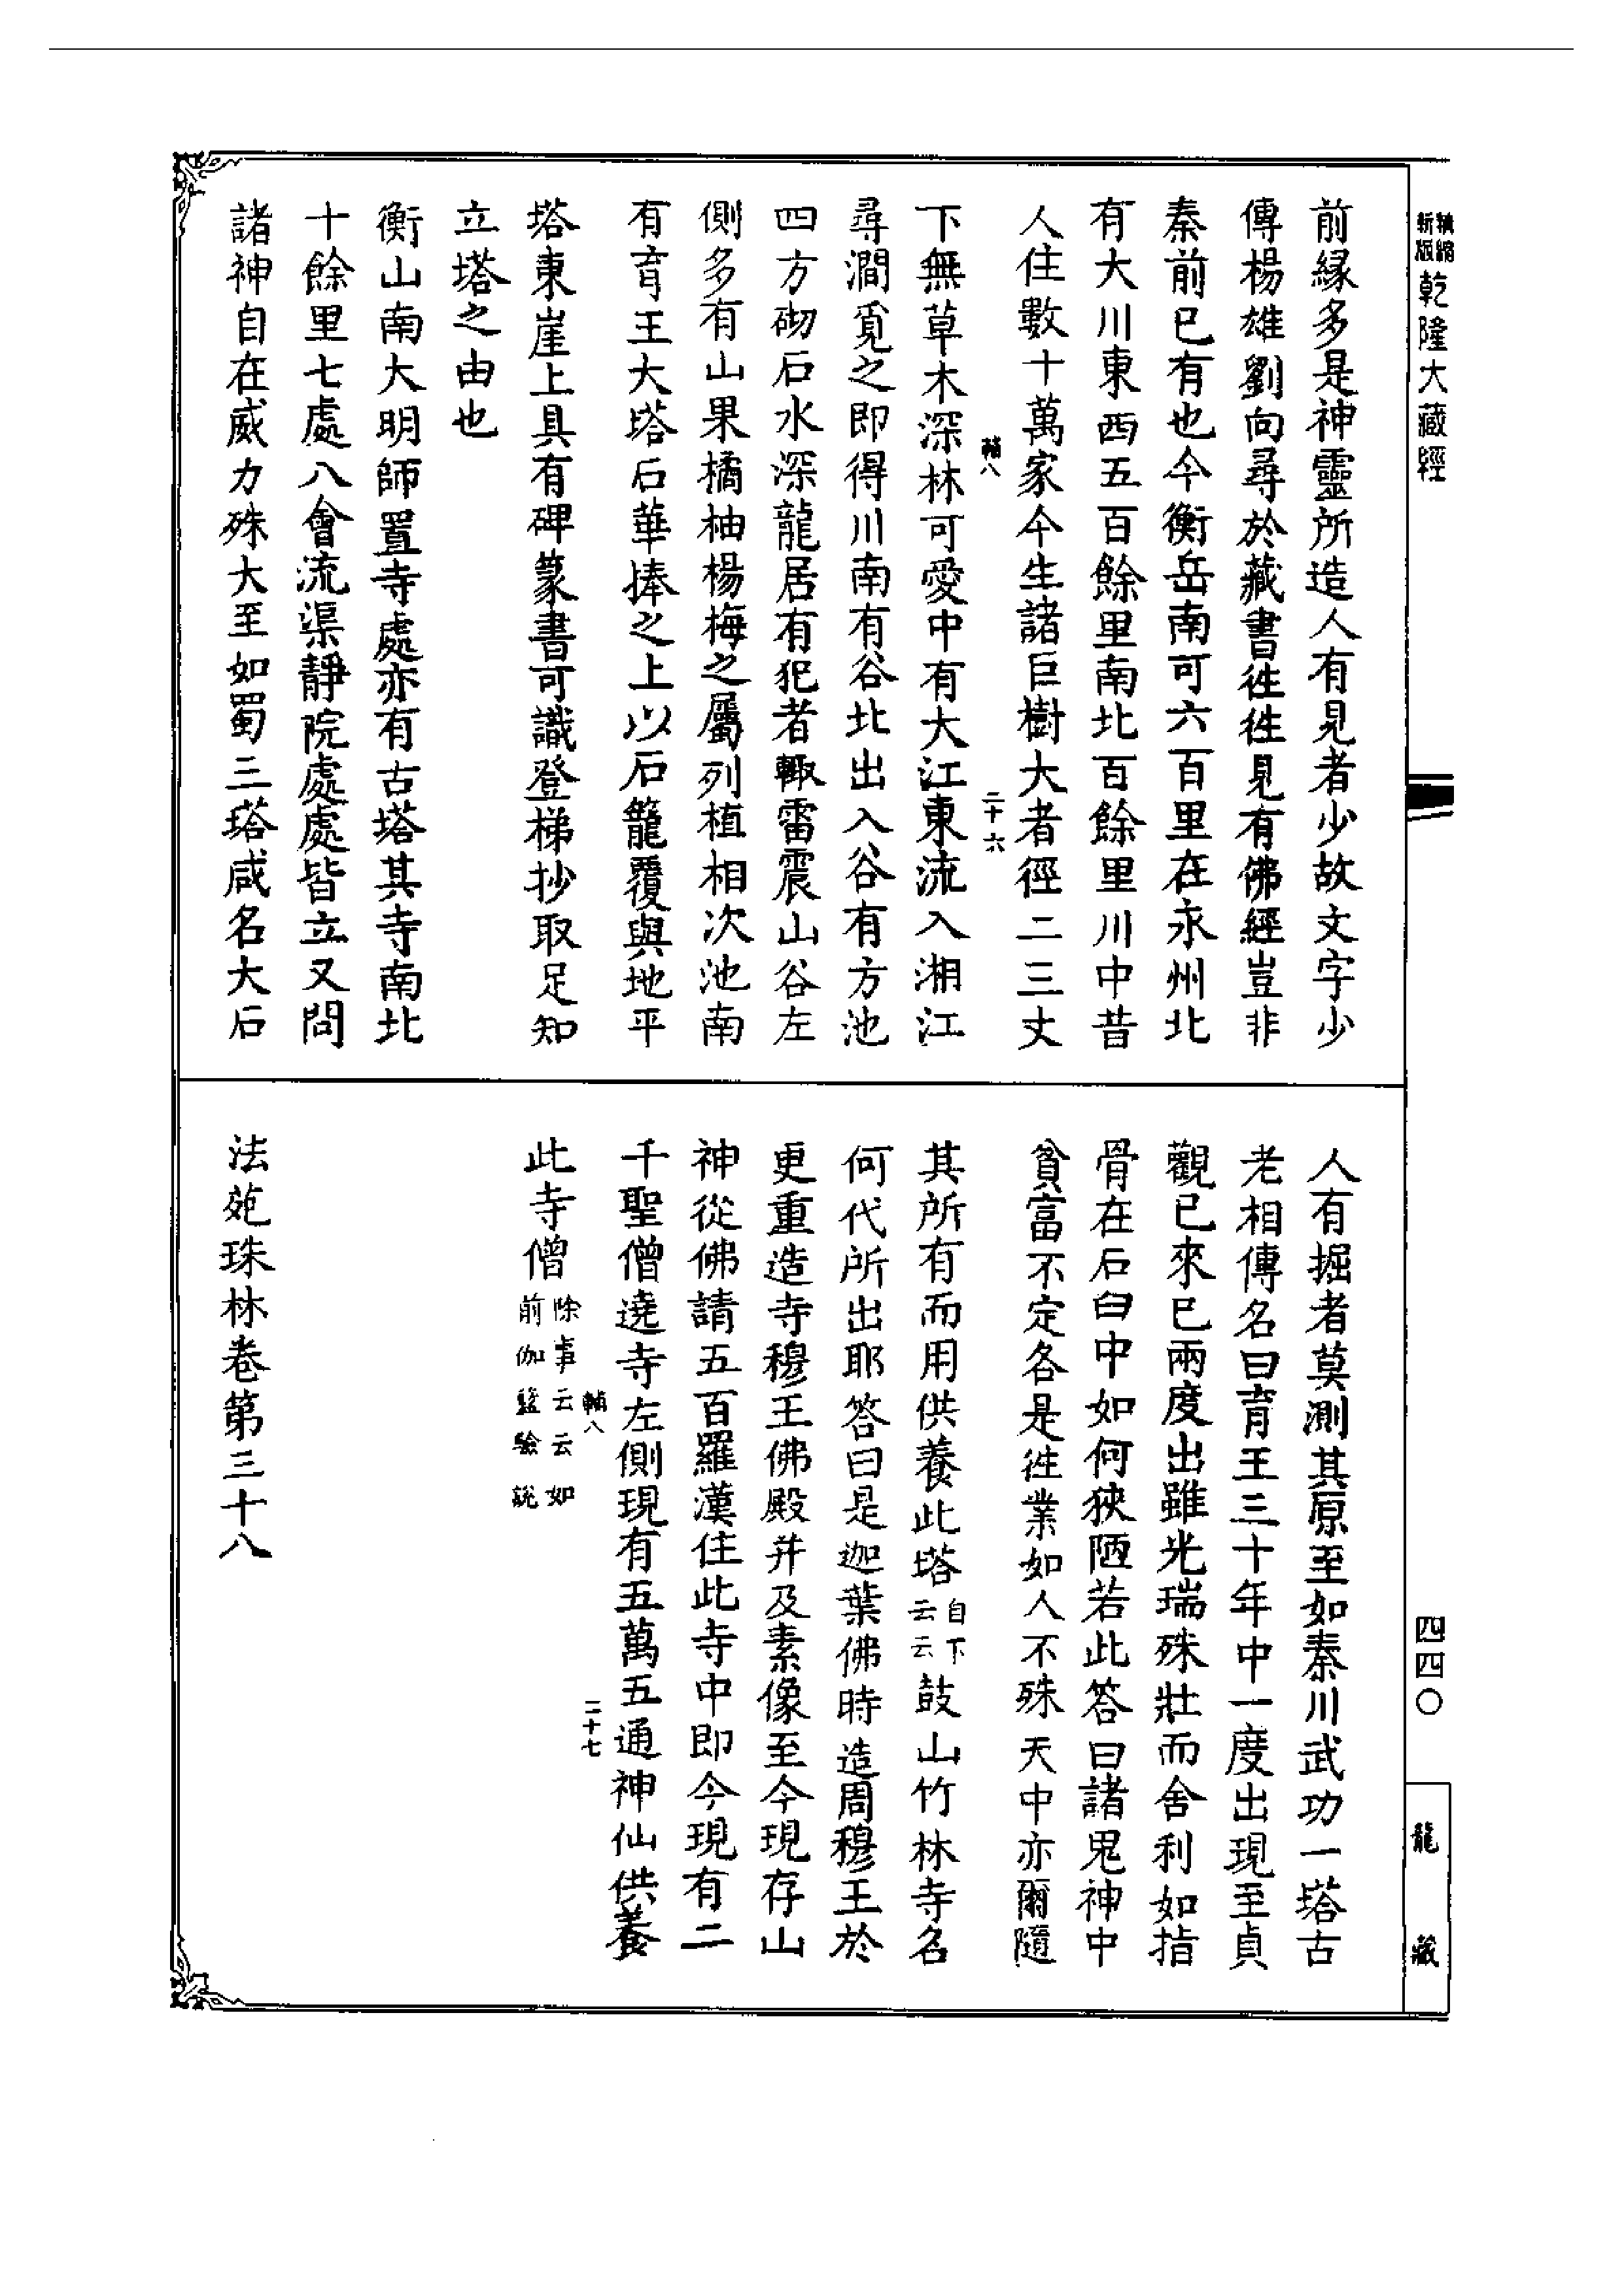 精縮新版乾隆大藏經
前緣多是神靈所造人有見者少故文字少
傳楊雄劉向尋於藏書徃徃見有佛經豈非
秦前已有也今衡岳南可六百里在永州北
有大川東西五百餘里南北百餘里川中昔
人住數十萬家今生諸巨樹大者徑二三丈
輔八 二十六
下無草木深林可愛中有大江東流入湘江
尋澗覓之即得川南有谷北出入谷有方池
四方砌石水深龍居有犯者輙雷震山谷左
側多有山果橘柚楊梅之屬列植相次池南
有育王大塔石華捧之上以石籠覆與地平
塔東崖上具有碑篆書可識登梯抄取足知
立塔之由也
衡山南大明師置寺處亦有古塔其寺南北
十餘里七處八會流渠靜院處處皆立又問
諸神自在威力殊大至如蜀三塔咸名大石
人有掘者莫測其原至如秦川武功一塔古
老相傳名曰育王三十年中一度出現至貞
觀已來已兩度出雖光瑞殊壯而舍利如指
骨在石臼中如何狹陋若此答曰諸鬼神中
貧富不定各是徃業如人不殊天中亦爾隨
其所有而用供養此塔自下云云鼓山竹林寺名
何代所出耶答曰是迦葉佛時造周穆王於
更重造寺穆王佛殿并及素像至今現存山
神從佛請五百羅漢住此寺中即今現有二
千聖僧遶寺左側現有五萬五通神仙供養
輔八 二十七
此寺僧除事云云如前伽藍驗說
法苑珠林卷第三十八
四四〇
龍藏